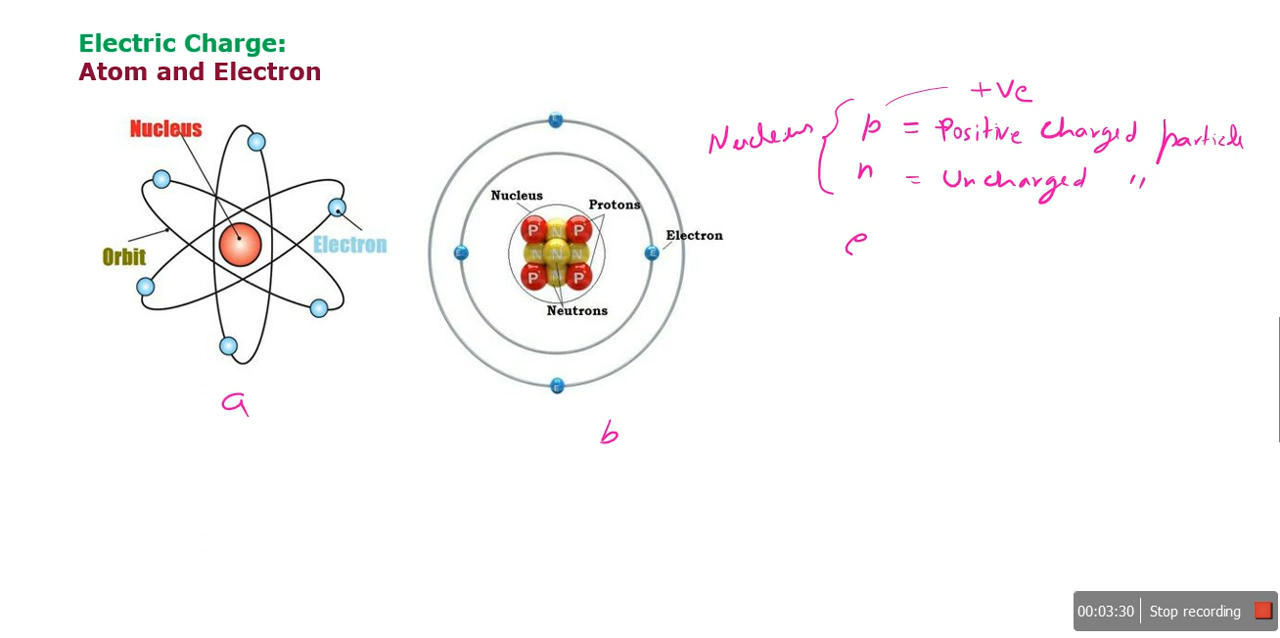 Electric Charge:
Atom and Electron
Nucleus
Orbit
Electron
a
Nucleus
Protons
Electron
P N P
N N N
P N P
Neutrons
E
E
E
E
b
+ve
Nucleus { p = Positive charged particle
n = Uncharged "
e
00:03:30 Stop recording